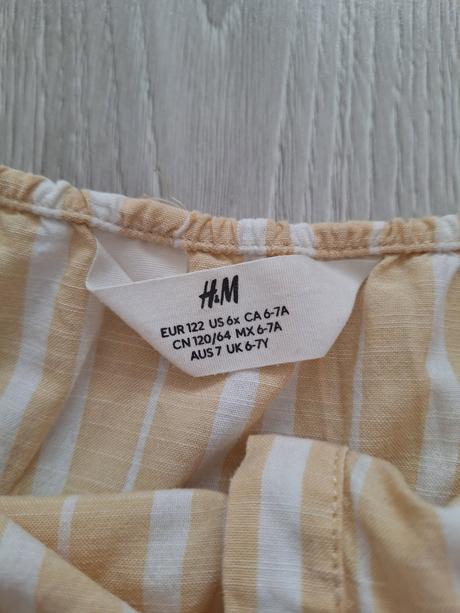 H&M
EUR 122 US 6x CA 6-7A
CN 120/64 MX 6-7A
AUS 7 UK 6-7Y